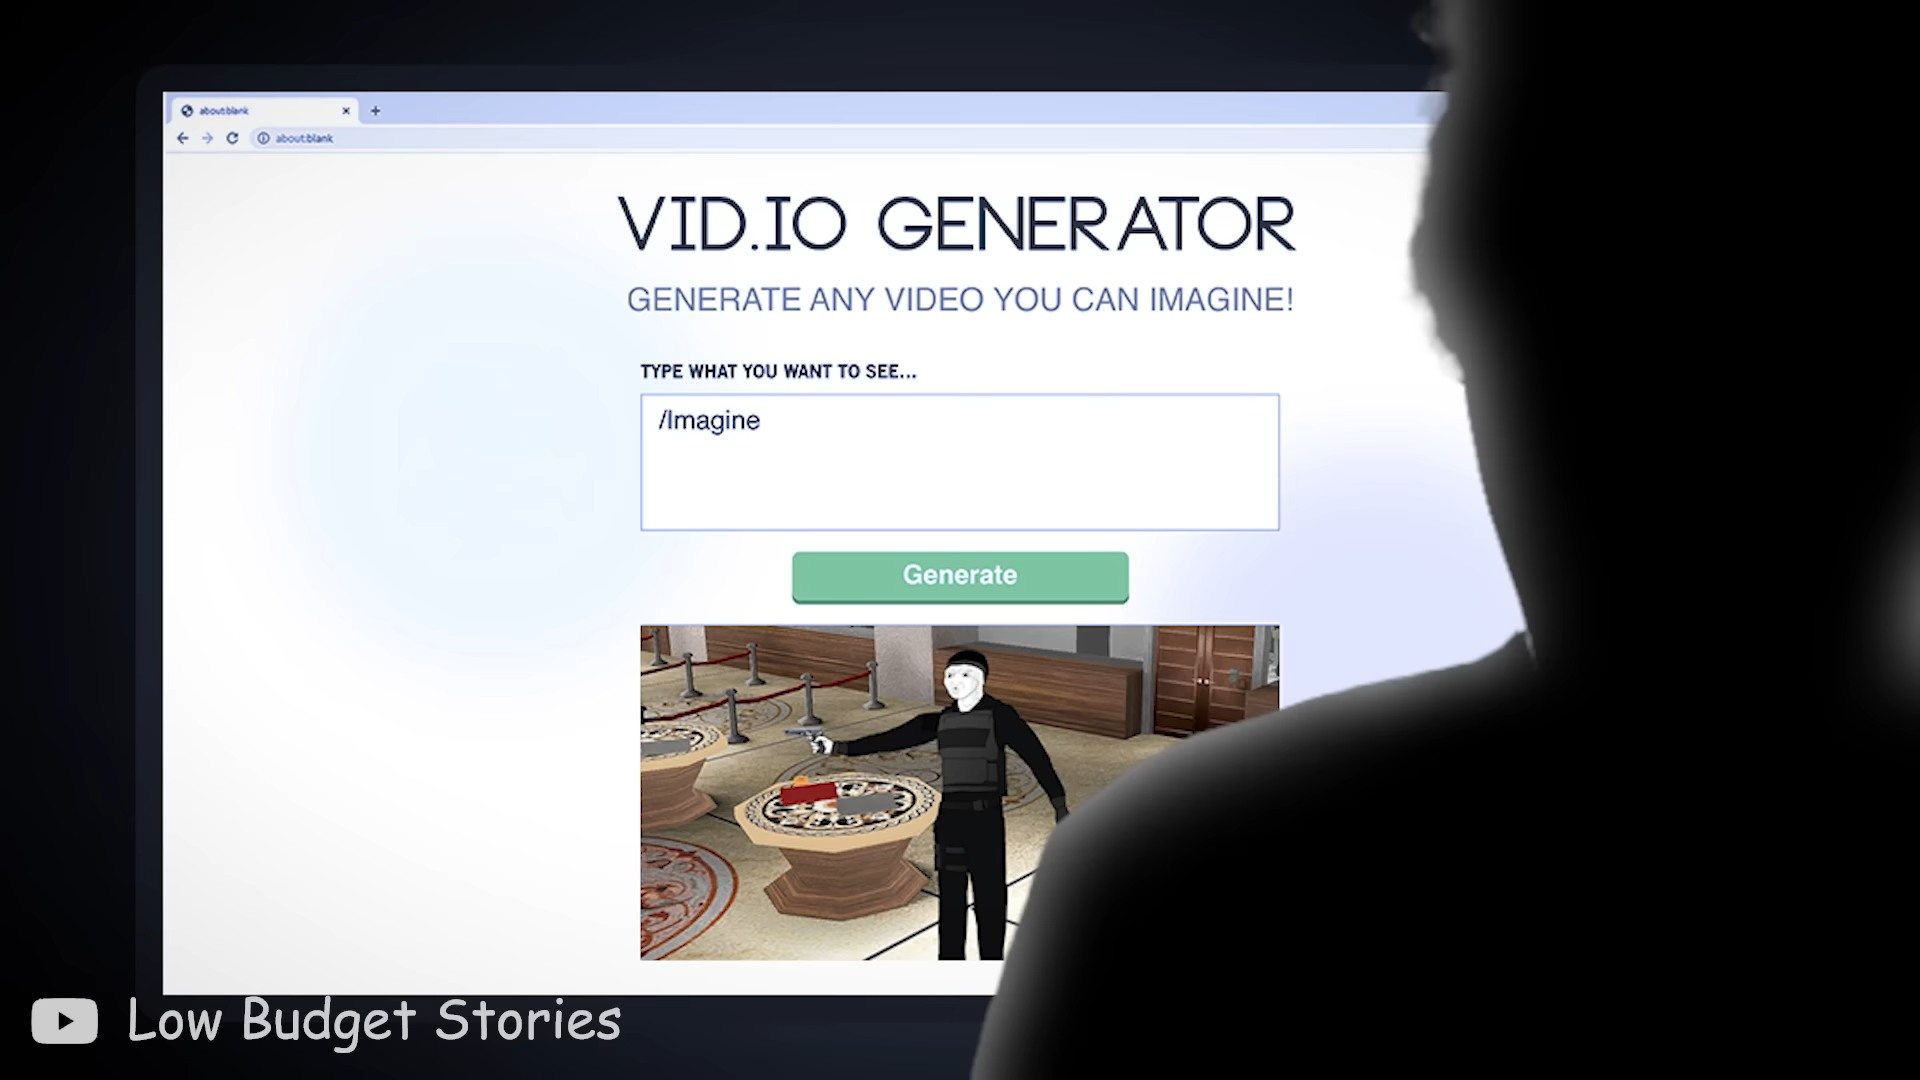 about:blank
about:blank
VID.IO GENERATOR
GENERATE ANY VIDEO YOU CAN IMAGINE!
TYPE WHAT YOU WANT TO SEE...
/Imagine
Generate
Low Budget Stories